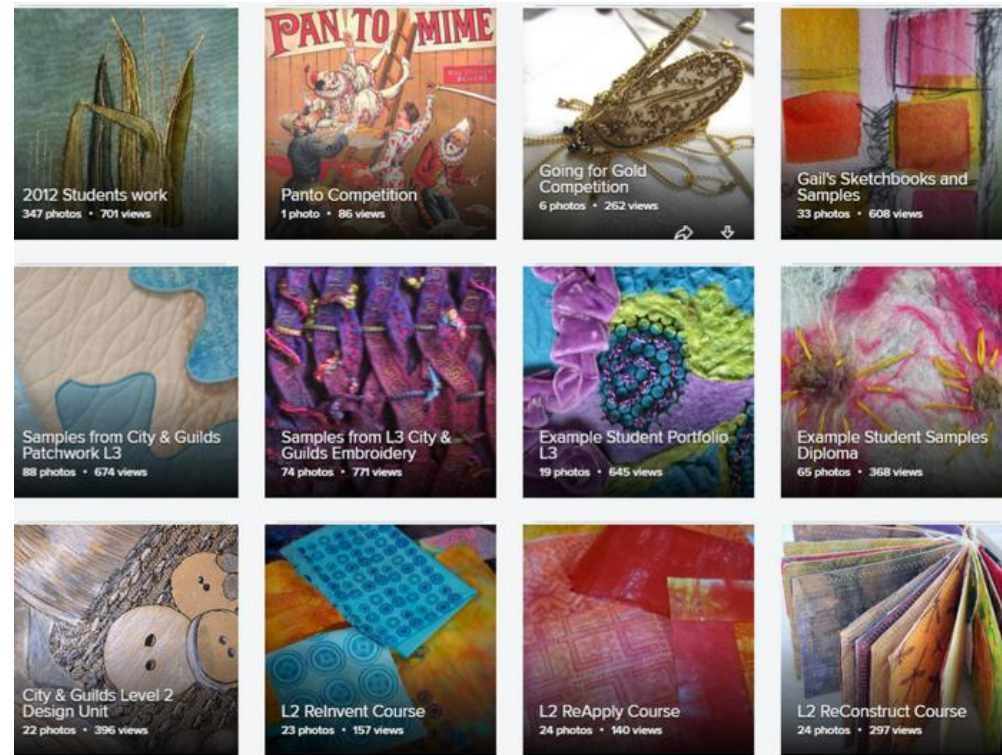 PANTOMIME
2012 Students work
347 photos • 701 views
Panto Competition
1 photo • 86 views
Going for Gold
Competition
6 photos • 262 views
Gail's Sketchbooks and
Samples
33 photos • 608 views
Samples from City & Guilds
Patchwork L3
88 photos • 674 views
Samples from L3 City &
Guilds Embroidery
74 photos • 771 views
Example Student Portfolio
L3
19 photos • 645 views
Example Student Samples
Diploma
65 photos • 368 views
City & Guilds Level 2
Design Unit
22 photos • 396 views
L2 ReInvent Course
23 photos • 157 views
L2 ReApply Course
24 photos • 140 views
L2 ReConstruct Course
24 photos • 297 views